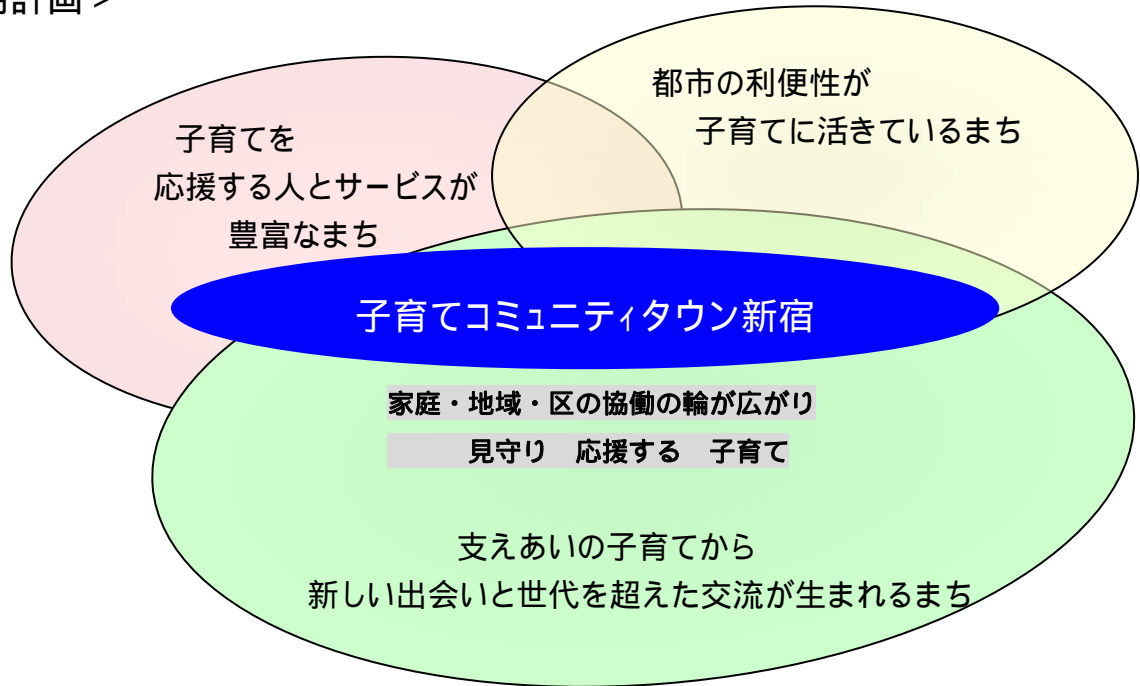 計画>
子育てを
応援する人とサービスが
豊富なまち
都市の利便性が
子育てに活きているまち
子育てコミュニティタウン新宿
家庭・地域・区の協働の輪が広がり
見守り　応援する　子育て
支えあいの子育てから
新しい出会いと世代を超えた交流が生まれるまち